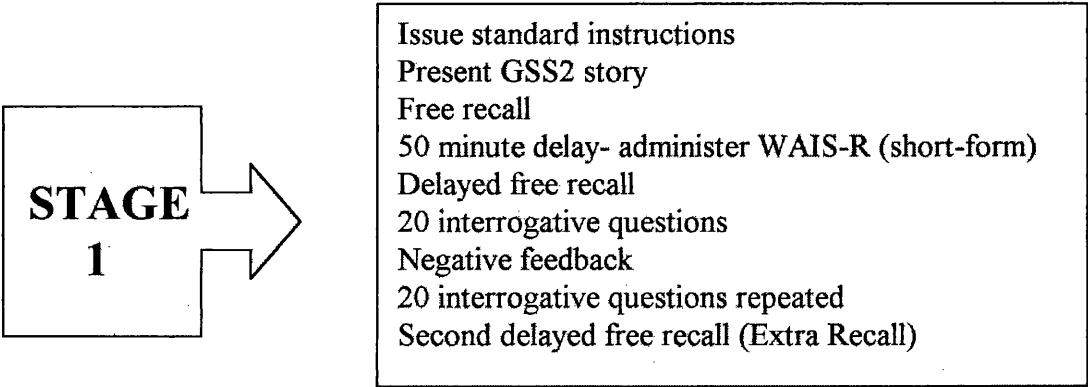 STAGE
1
Issue standard instructions
Present GSS2 story
Free recall
50 minute delay- administer WAIS-R (short-form)
Delayed free recall
20 interrogative questions
Negative feedback
20 interrogative questions repeated
Second delayed free recall (Extra Recall)